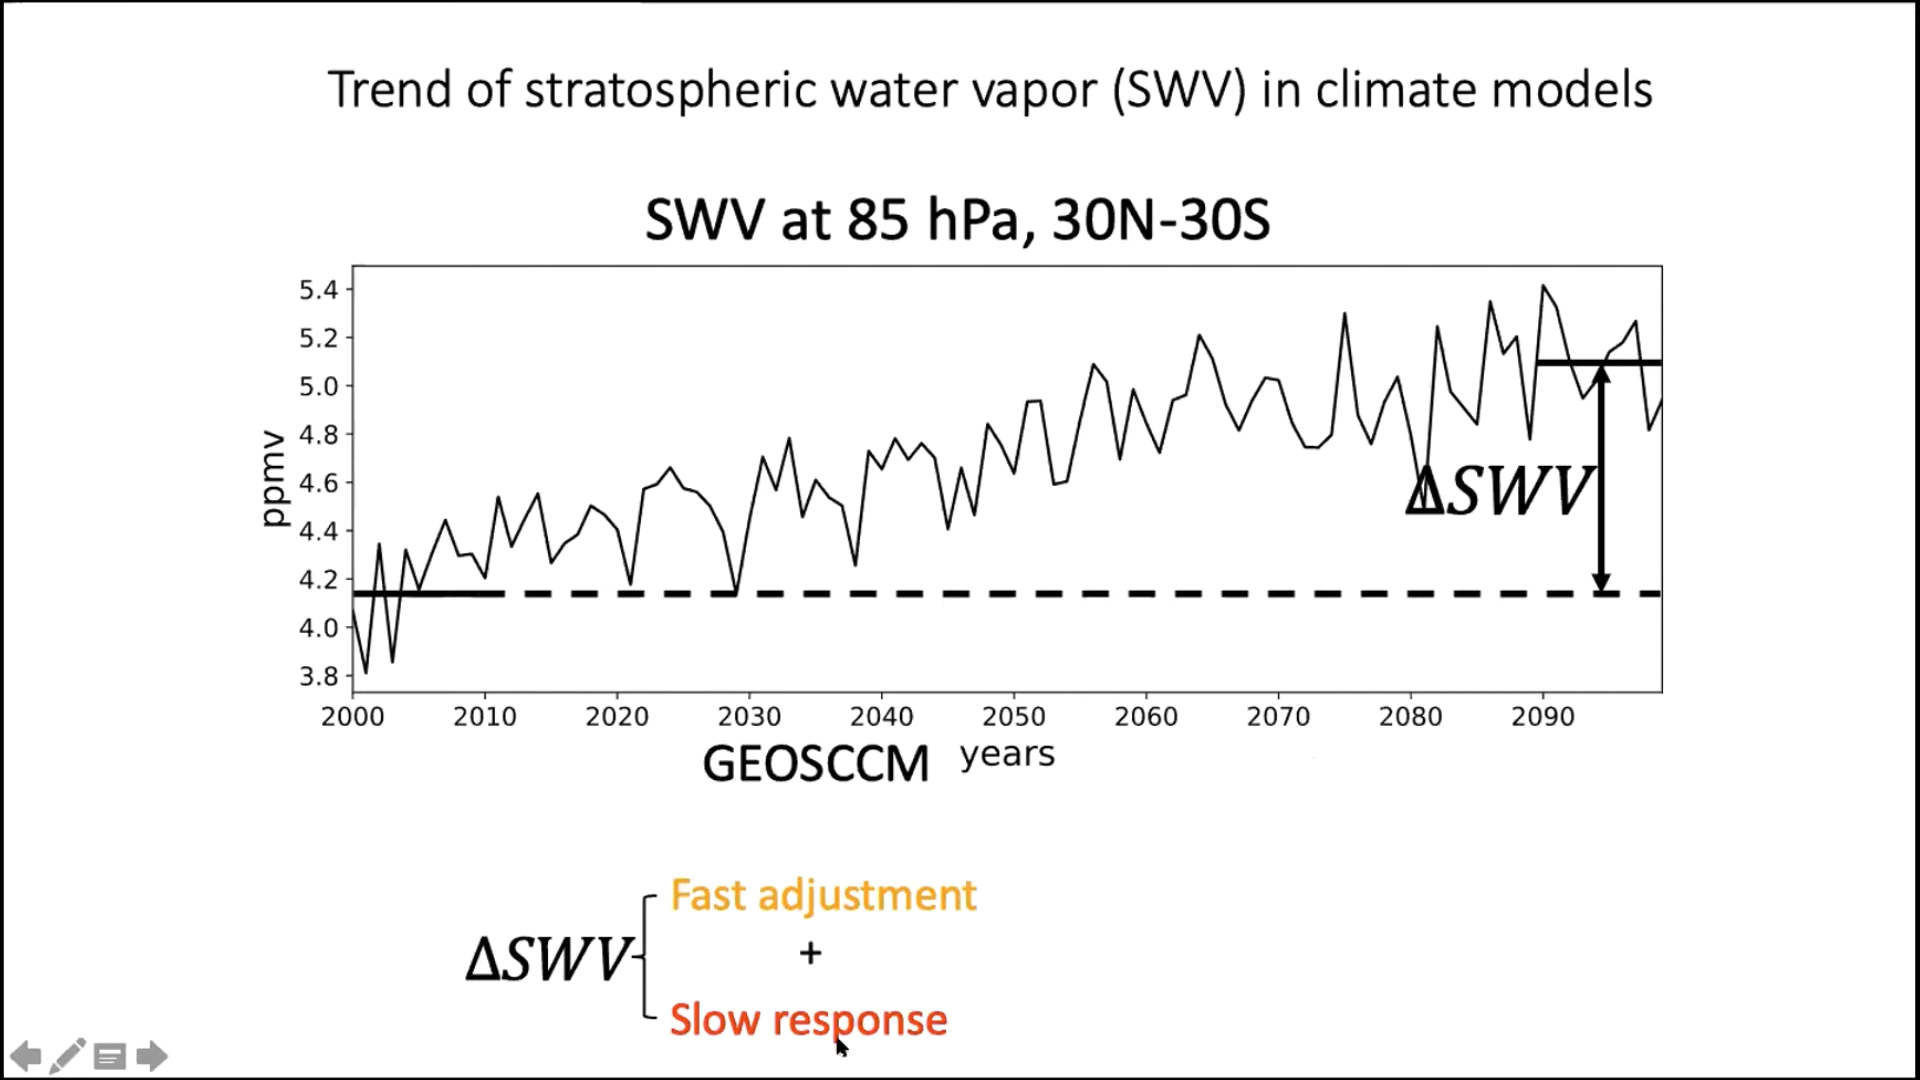 Trend of stratospheric water vapor (SWV) in climate models
SWV at 85 hPa, 30N-30S
5.4
5.2
5.0
4.8
4.6
4.4
4.2
4.0
3.8
ppmv
ΔSWV
2000 2010 2020 2030 2040 2050 2060 2070 2080 2090
GEOSCCM years
Fast adjustment
+
ΔSWV
Slow response